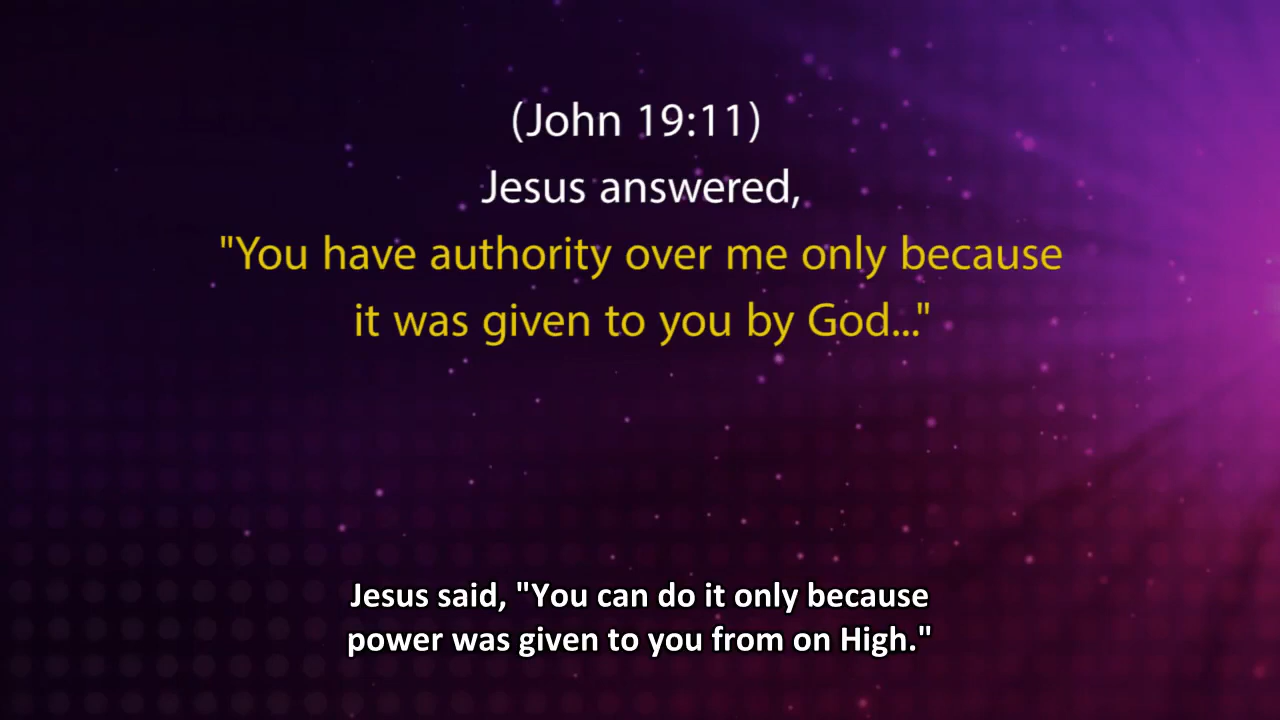 (John 19:11)
Jesus answered,
"You have authority over me only because
it was given to you by God..."
Jesus said, "You can do it only because
power was given to you from on High."